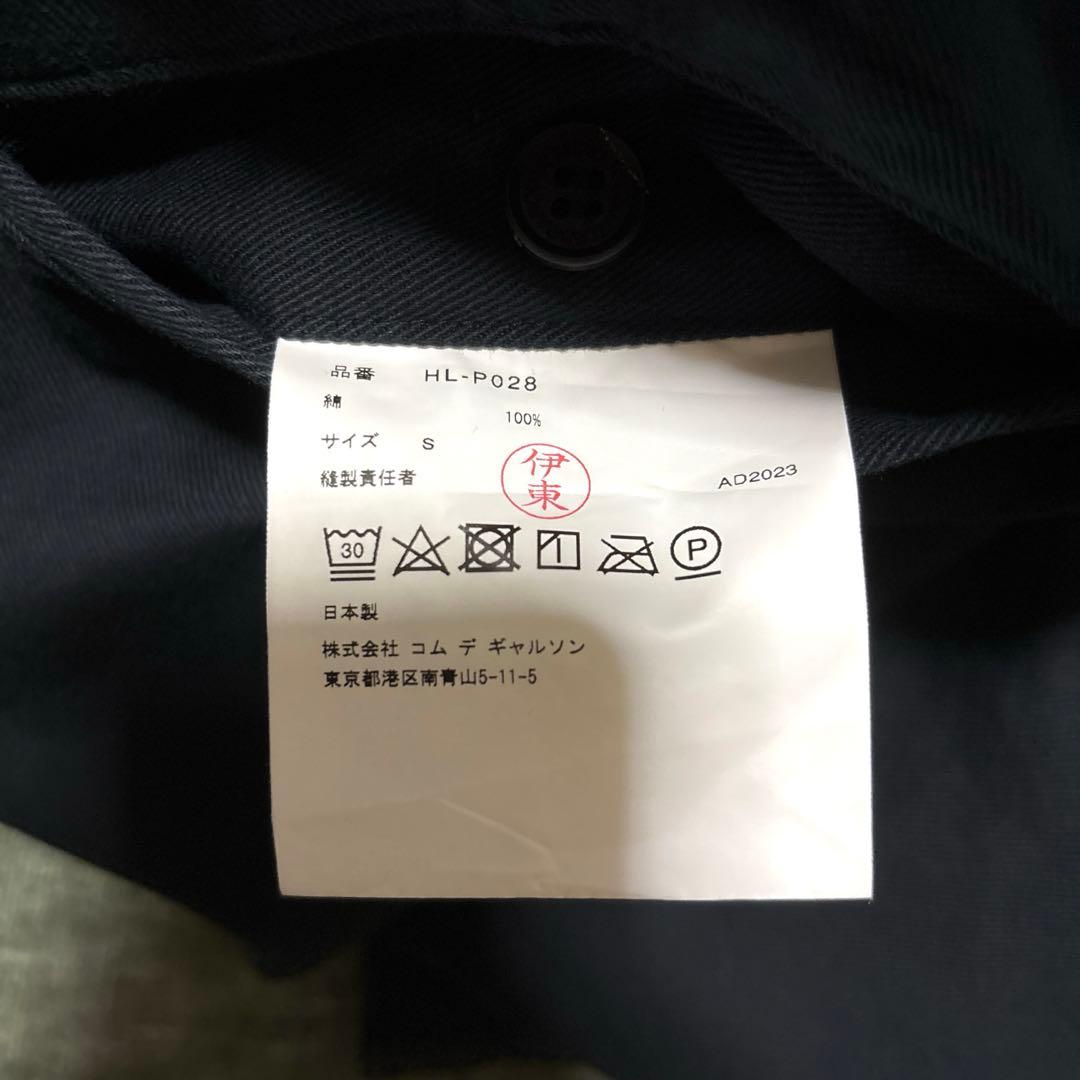 品番 HL-P028
綿
100%
サイズ S
縫製責任者 伊東 AD2023
30 P
日本製
株式会社 コム デ ギャルソン
東京都港区南青山5-11-5